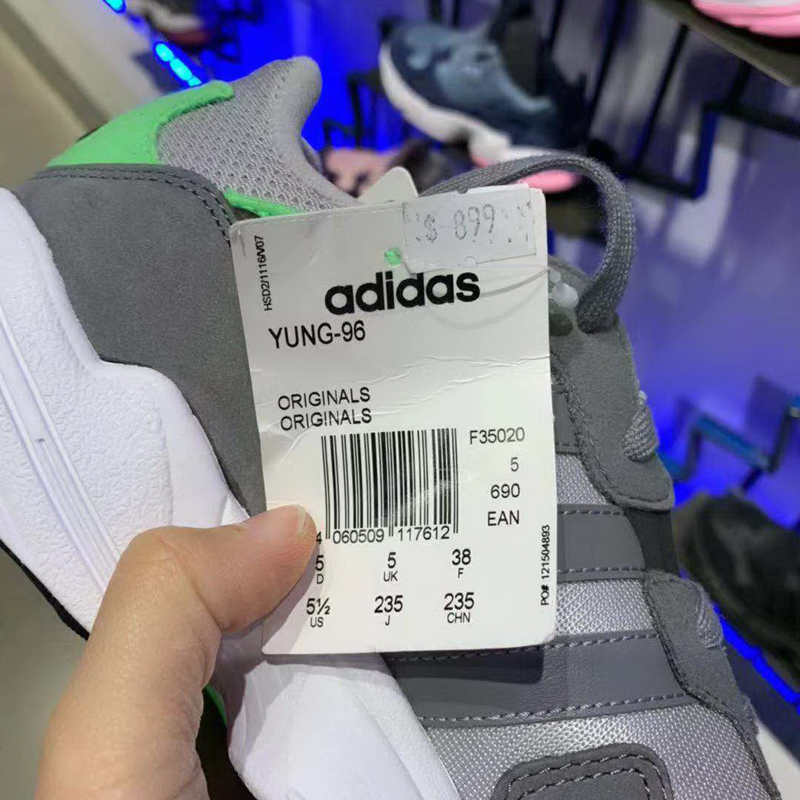 $ 899
HSD2/1116/V07
adidas
YUNG-96
ORIGINALS
ORIGINALS
F35020
5
690
EAN
4 060509 117612
5 5 38
D UK F
5½ 235 235
US J CHN
PO# 121504893